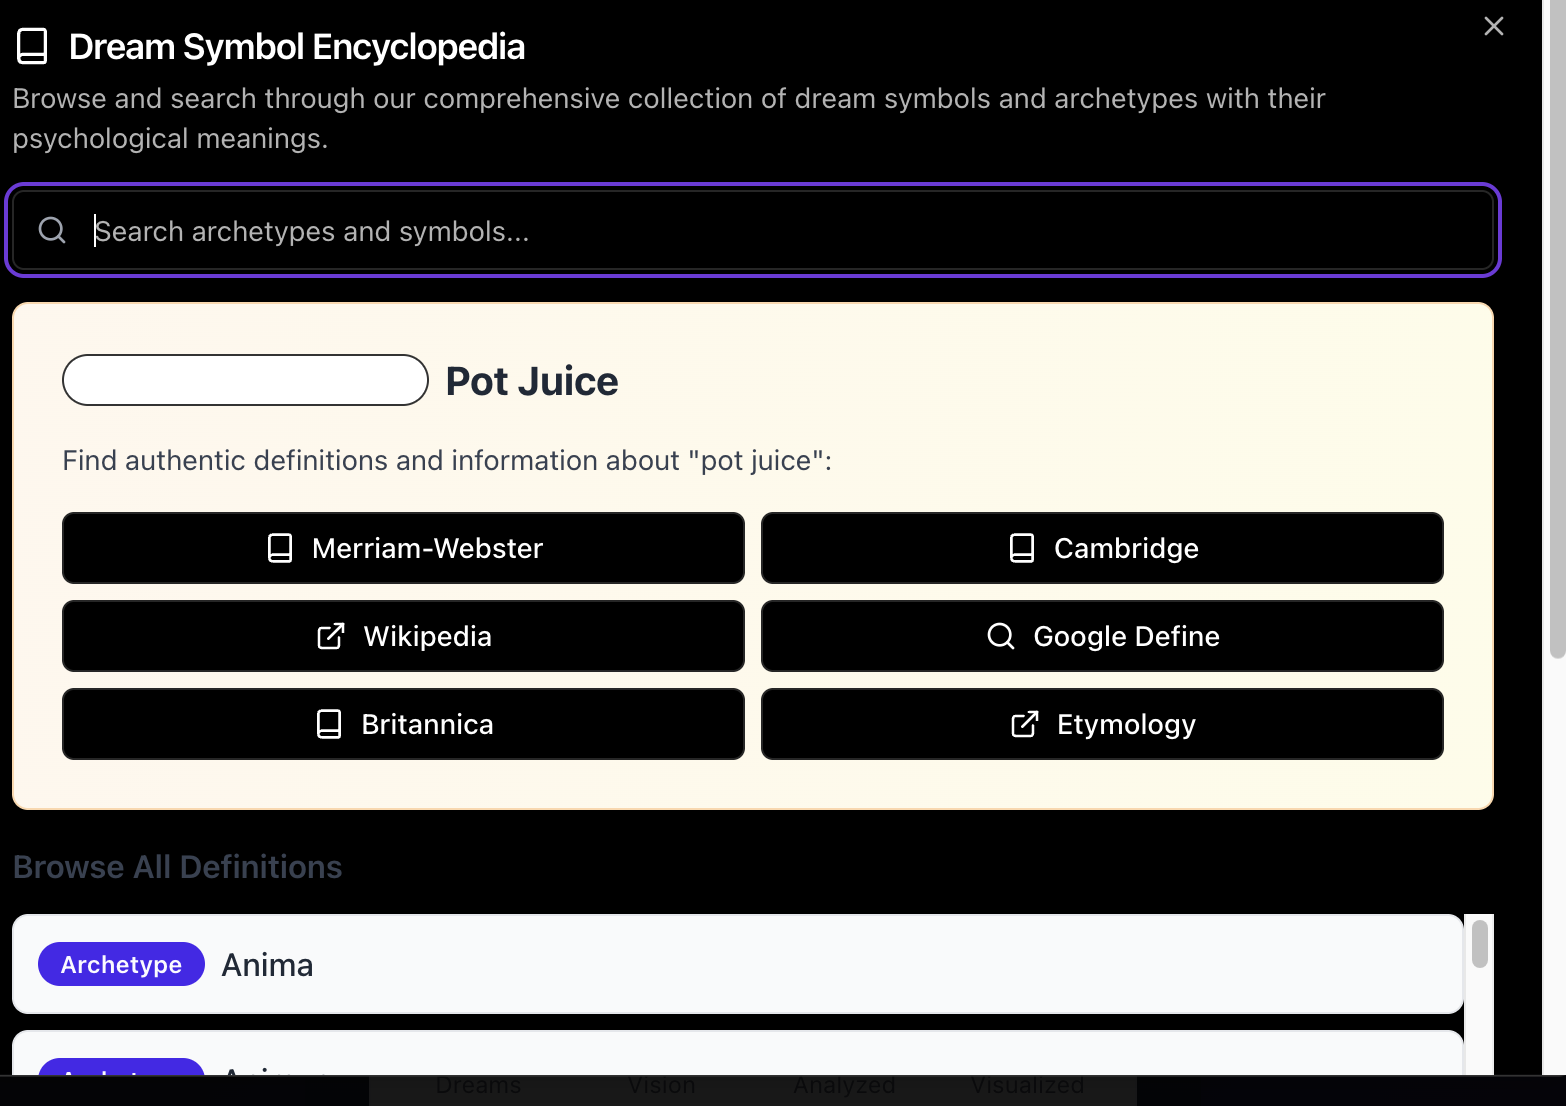 Dream Symbol Encyclopedia
Browse and search through our comprehensive collection of dream symbols and archetypes with their
psychological meanings.
Search archetypes and symbols...
Pot Juice
Find authentic definitions and information about "pot juice":
Merriam-Webster
Cambridge
Wikipedia
Google Define
Britannica
Etymology
Browse All Definitions
Archetype Anima
Dreams Vision Analyzed Visualized